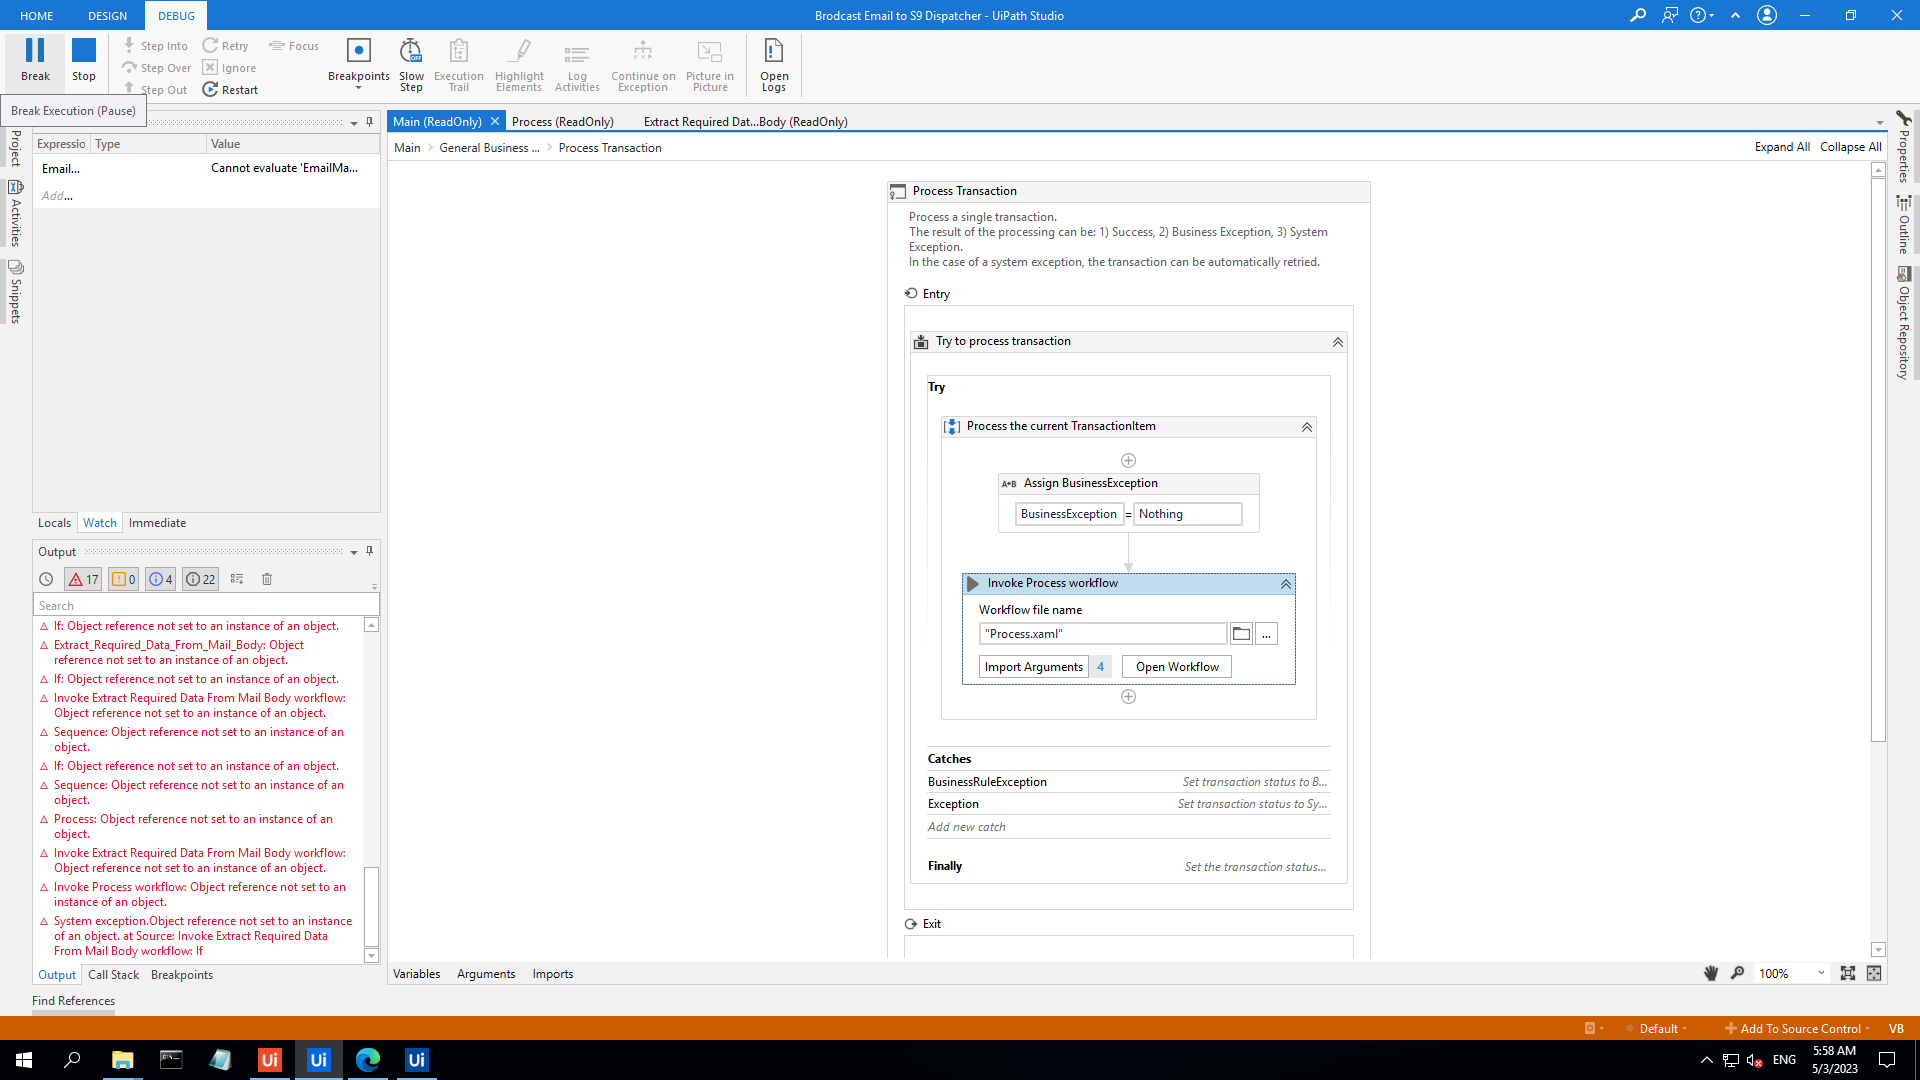 HOME DESIGN DEBUG
Brodcast Email to S9 Dispatcher - UiPath Studio
Break
Stop
Step Into
Step Over
Step Out
Retry
Ignore
Restart
Focus
Breakpoints
Slow
Step
Execution
Trail
Highlight
Elements
Log
Activities
Continue on
Exception
Picture in
Picture
Open
Logs
Break Execution (Pause)
Project
Activities
Snippets
Expressio Type Value
Email... Cannot evaluate 'EmailMa...
Add...
Locals Watch Immediate
Output
17 0 4 22
Search
If: Object reference not set to an instance of an object.
Extract_Required_Data_From_Mail_Body: Object
reference not set to an instance of an object.
If: Object reference not set to an instance of an object.
Invoke Extract Required Data From Mail Body workflow:
Object reference not set to an instance of an object.
Sequence: Object reference not set to an instance of an
object.
If: Object reference not set to an instance of an object.
Sequence: Object reference not set to an instance of an
object.
Process: Object reference not set to an instance of an
object.
Invoke Extract Required Data From Mail Body workflow:
Object reference not set to an instance of an object.
Invoke Process workflow: Object reference not set to an
instance of an object.
System exception.Object reference not set to an instance
of an object. at Source: Invoke Extract Required Data
From Mail Body workflow: If
Output Call Stack Breakpoints
Find References
Main (ReadOnly) Process (ReadOnly) Extract Required Dat...Body (ReadOnly)
Main General Business ... Process Transaction
Expand All Collapse All
Process Transaction
Process a single transaction.
The result of the processing can be: 1) Success, 2) Business Exception, 3) System
Exception.
In the case of a system exception, the transaction can be automatically retried.
Entry
Try to process transaction
Try
Process the current TransactionItem
A+B Assign BusinessException
BusinessException = Nothing
Invoke Process workflow
Workflow file name
"Process.xaml"
...
Import Arguments 4 Open Workflow
Catches
BusinessRuleException Set transaction status to B...
Exception Set transaction status to Sy...
Add new catch
Finally Set the transaction status...
Exit
Variables Arguments Imports
100%
Properties
Outline
Object Repository
Default Add To Source Control VB
Ui Ui Ui
ENG
5:58 AM
5/3/2023